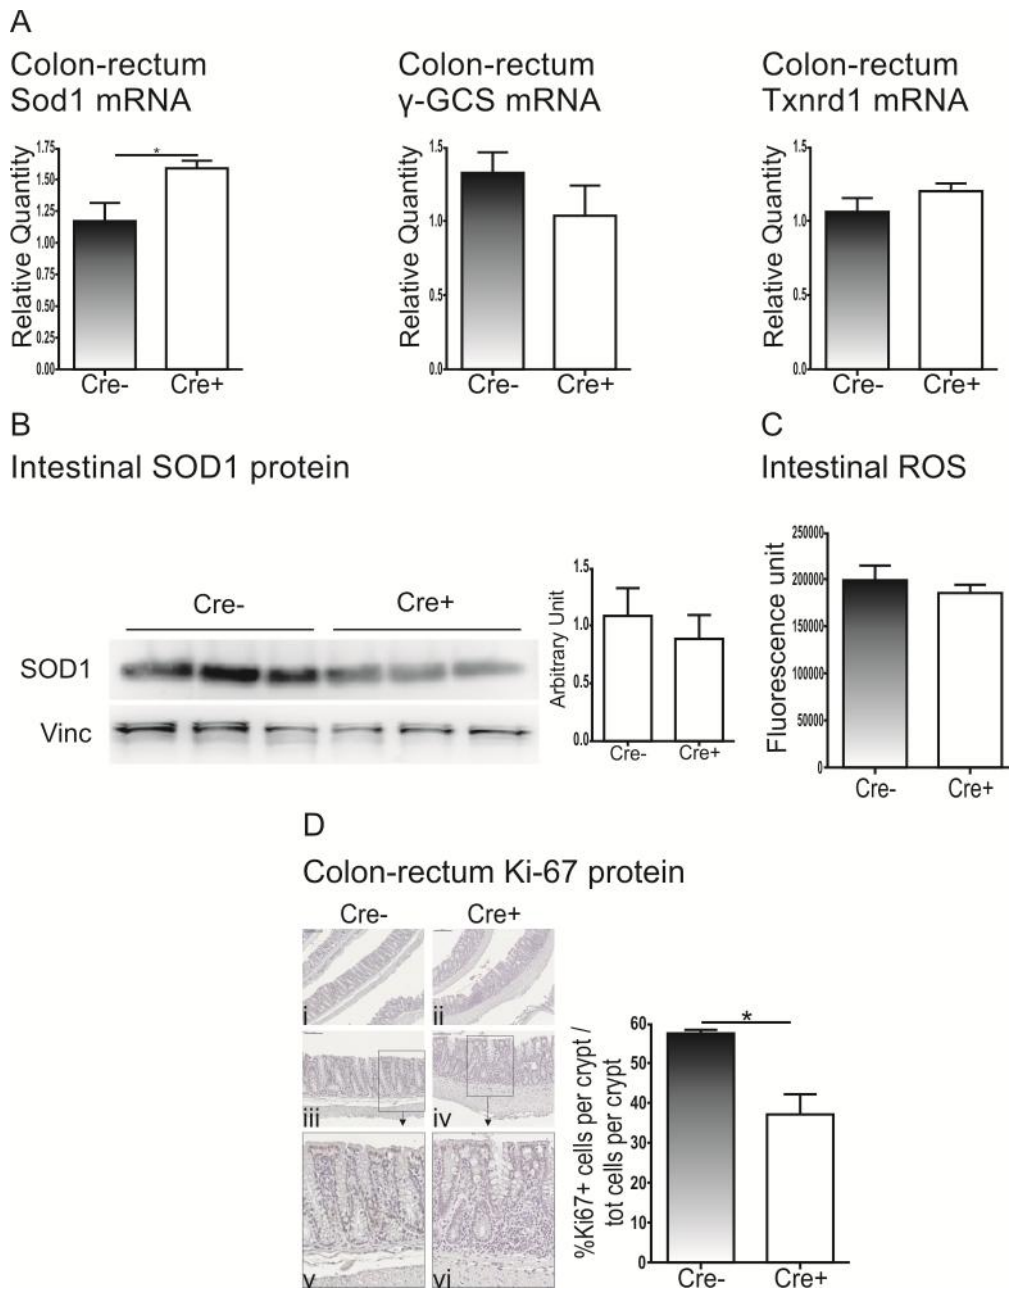 A
Colon-rectum
Sod1 mRNA
Colon-rectum
γ-GCS mRNA
Colon-rectum
Txnrd1 mRNA
Relative Quantity
1.75
1.50
1.25
1.00
0.75
0.50
0.25
0.00
*
Cre-
Cre+
Relative Quantity
1.5
1.0
0.5
0.0
Cre-
Cre+
Relative Quantity
1.5
1.0
0.5
0.0
Cre-
Cre+
B
Intestinal SOD1 protein
Cre-
Cre+
SOD1
Vinc
Arbitrary Unit
1.5
1.0
0.5
0.0
Cre-
Cre+
C
Intestinal ROS
Fluorescence unit
250000
200000
150000
100000
50000
0
Cre-
Cre+
D
Colon-rectum Ki-67 protein
Cre-
Cre+
i
ii
iii
iv
v
vi
%Ki67+ cells per crypt /
tot cells per crypt
60
50
40
30
20
10
0
*
Cre-
Cre+